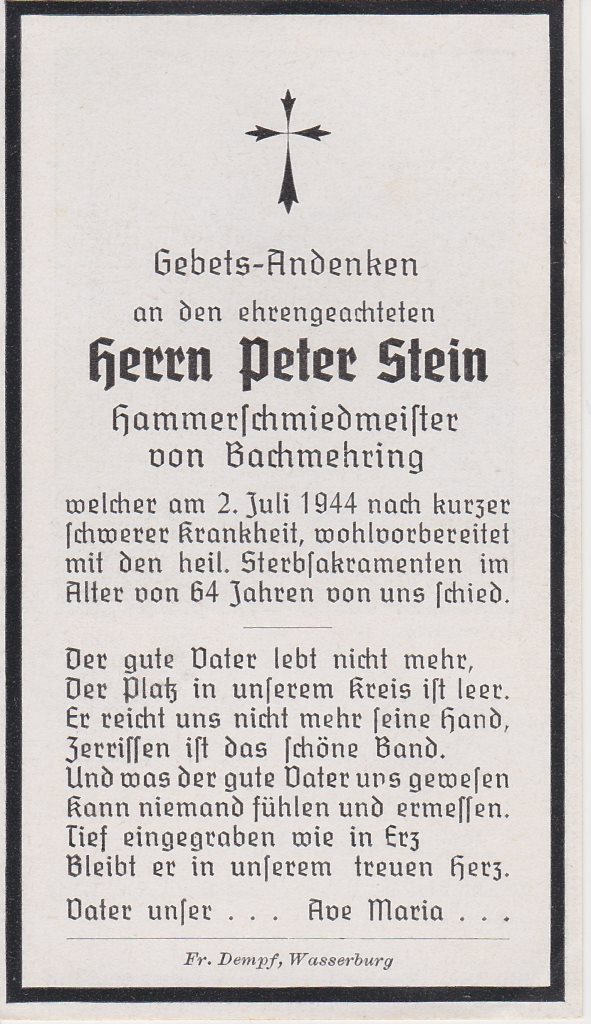 Gebets-Andenken
an den ehrengeachteten
Herrn Peter Stein
Hammerſchmiedmeiſter
von Bachmehring
welcher am 2. Juli 1944 nach kurzer
ſchwerer Krankheit, wohlvorbereitet
mit den heil. Sterbſakramenten im
Alter von 64 Jahren von uns ſchied.
Der gute Vater lebt nicht mehr,
Der Platz in unſerem Kreis iſt leer.
Er reicht uns nicht mehr ſeine Hand,
Zerriſſen iſt das ſchöne Band.
Und was der gute Vater uns geweſen
Kann niemand fühlen und ermeſſen.
Tief eingegraben wie in Erz
Bleibt er in unſerem treuen Herz.
Vater unſer . . . Ave Maria . . .
Fr. Dempf, Wasserburg